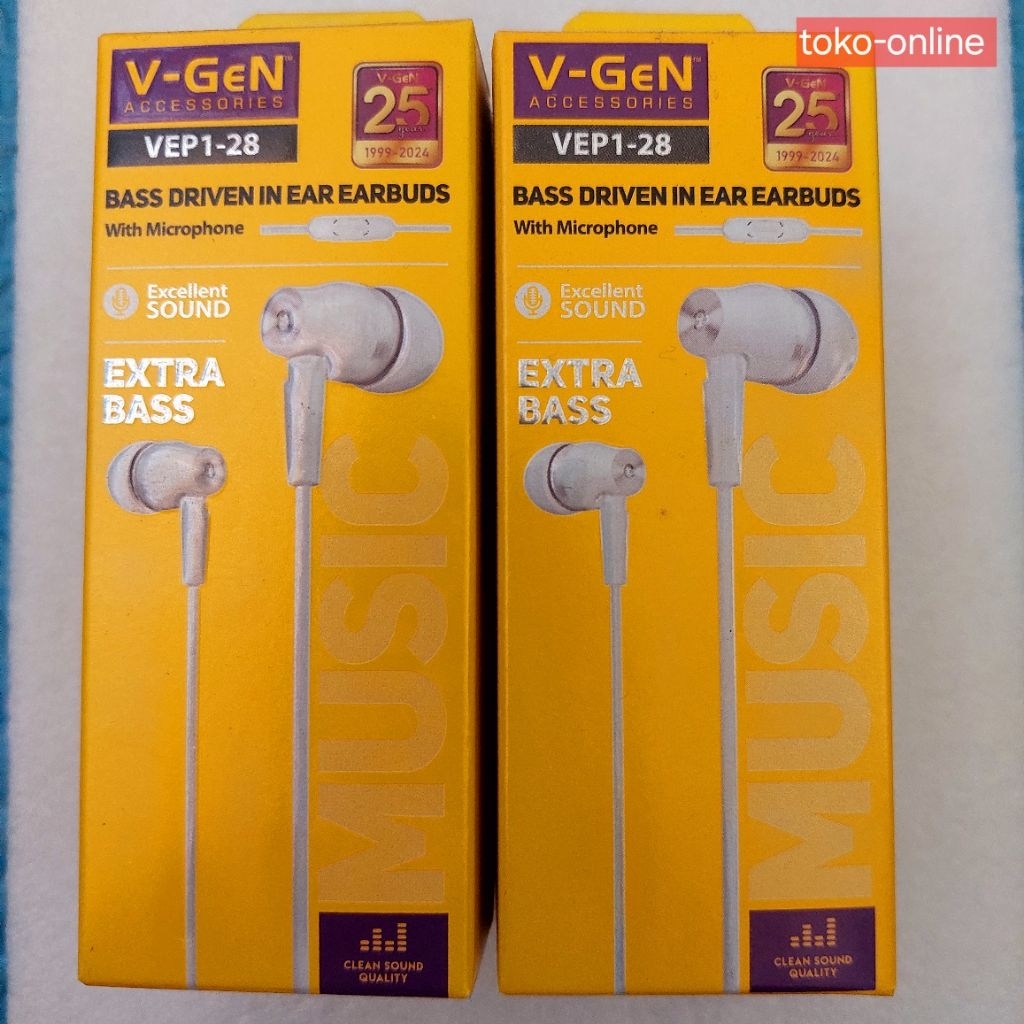 toko-online
V-GeN™
ACCESSORIES
VEP1-28
V-GeN
25
years
1999-2024
BASS DRIVEN IN EAR EARBUDS
With Microphone
Excellent
SOUND
EXTRA
BASS
MUSIC
CLEAN SOUND
QUALITY
V-GeN™
ACCESSORIES
VEP1-28
V-GeN
25
years
1999-2024
BASS DRIVEN IN EAR EARBUDS
With Microphone
Excellent
SOUND
EXTRA
BASS
MUSIC
CLEAN SOUND
QUALITY